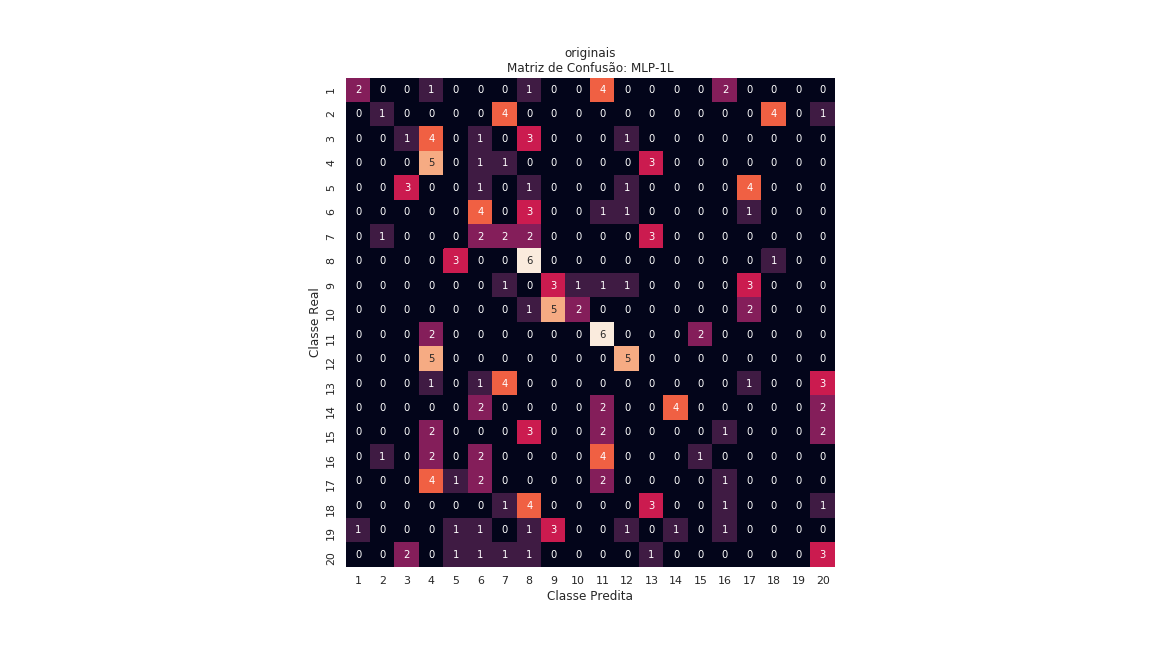 originais
Matriz de Confusão: MLP-1L
Classe Real
1 2 0 0 1 0 0 0 1 0 0 4 0 0 0 0 2 0 0 0 0
2 0 1 0 0 0 0 4 0 0 0 0 0 0 0 0 0 0 4 0 1
3 0 0 1 4 0 1 0 3 0 0 0 1 0 0 0 0 0 0 0 0
4 0 0 0 5 0 1 1 0 0 0 0 0 3 0 0 0 0 0 0 0
5 0 0 3 0 0 1 0 1 0 0 0 1 0 0 0 0 4 0 0 0
6 0 0 0 0 0 4 0 3 0 0 1 1 0 0 0 0 1 0 0 0
7 0 1 0 0 0 2 2 2 0 0 0 0 3 0 0 0 0 0 0 0
8 0 0 0 0 3 0 0 6 0 0 0 0 0 0 0 0 0 1 0 0
9 0 0 0 0 0 0 1 0 3 1 1 1 0 0 0 0 3 0 0 0
10 0 0 0 0 0 0 0 1 5 2 0 0 0 0 0 0 2 0 0 0
11 0 0 0 2 0 0 0 0 0 0 6 0 0 0 2 0 0 0 0 0
12 0 0 0 5 0 0 0 0 0 0 0 5 0 0 0 0 0 0 0 0
13 0 0 0 1 0 1 4 0 0 0 0 0 0 0 0 0 1 0 0 3
14 0 0 0 0 0 2 0 0 0 0 2 0 0 4 0 0 0 0 0 2
15 0 0 0 2 0 0 0 3 0 0 2 0 0 0 0 1 0 0 0 2
16 0 1 0 2 0 2 0 0 0 0 4 0 0 0 1 0 0 0 0 0
17 0 0 0 4 1 2 0 0 0 0 2 0 0 0 0 1 0 0 0 0
18 0 0 0 0 0 0 1 4 0 0 0 0 3 0 0 1 0 0 0 1
19 1 0 0 0 1 1 0 1 3 0 0 1 0 1 0 1 0 0 0 0
20 0 0 2 0 1 1 1 1 0 0 0 0 1 0 0 0 0 0 0 3
1 2 3 4 5 6 7 8 9 10 11 12 13 14 15 16 17 18 19 20
Classe Predita